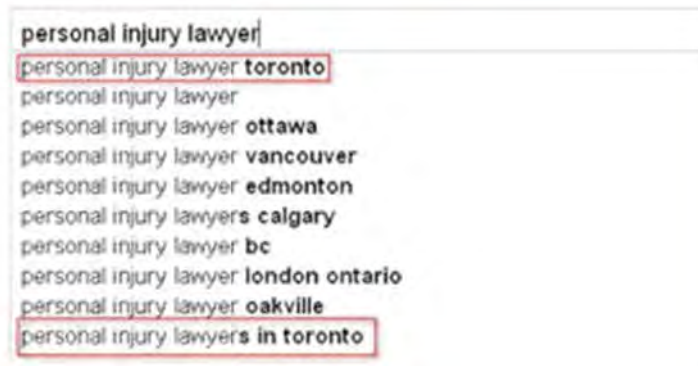 personal injury lawyer
personal injury lawyer toronto
personal injury lawyer
personal injury lawyer ottawa
personal injury lawyer vancouver
personal injury lawyer edmonton
personal injury lawyers calgary
personal injury lawyer bc
personal injury lawyer london ontario
personal injury lawyer oakville
personal injury lawyers in toronto